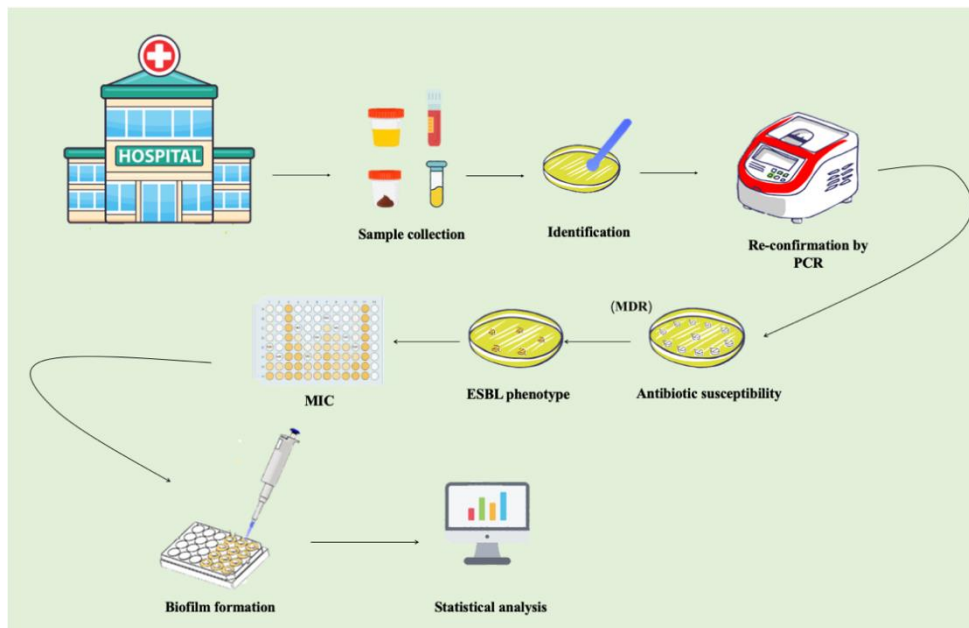 HOSPITAL
Sample collection
Identification
Re-confirmation by
PCR
(MDR)
Antibiotic susceptibility
ESBL phenotype
MIC
Biofilm formation
Statistical analysis